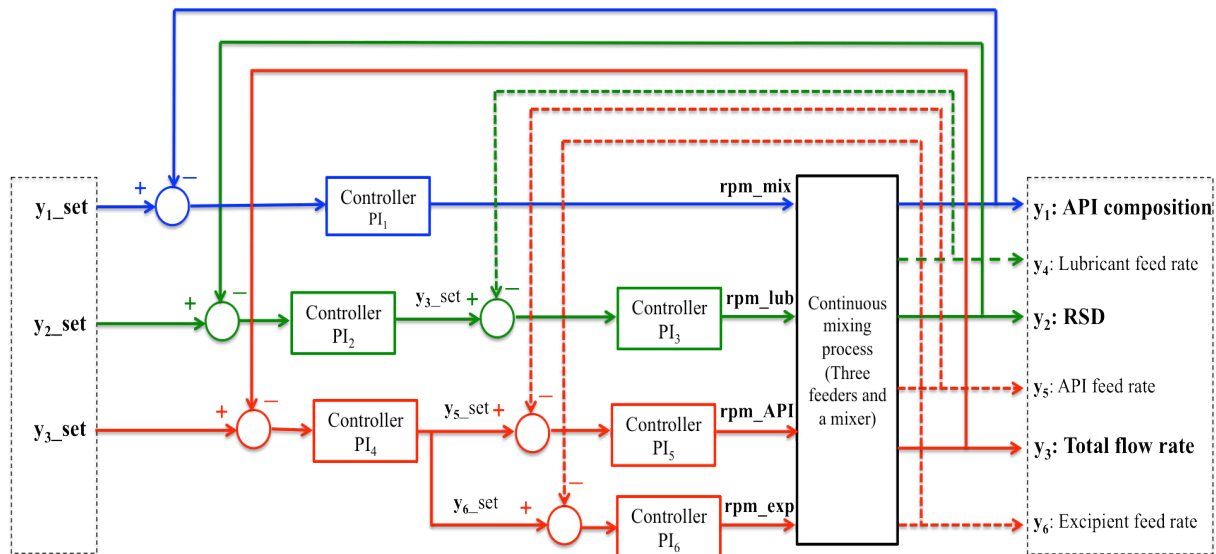 y1_set
+
−
Controller
PI1
rpm_mix
y1: API composition
y4: Lubricant feed rate
y2_set
+
−
Controller
PI2
y3_set
+
−
Controller
PI3
rpm_lub
Continuous
mixing
process
(Three
feeders and
a mixer)
y2: RSD
y5: API feed rate
y3_set
+
−
Controller
PI4
y5_set
+
−
Controller
PI5
rpm_API
y3: Total flow rate
y6_set
+
−
Controller
PI6
rpm_exp
y6: Excipient feed rate